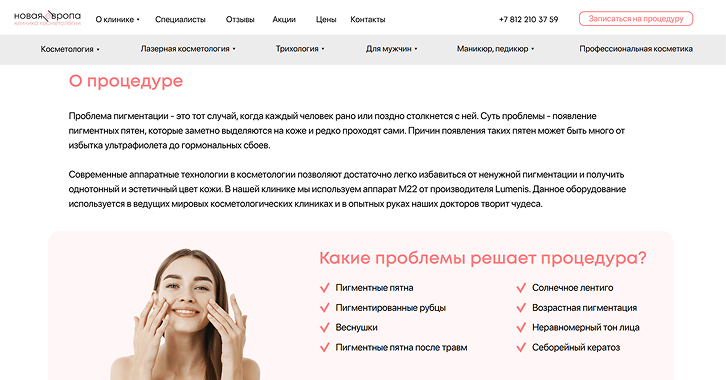 новая европа
клиника косметологии
О клинике
Специалисты
Отзывы
Акции
Цены
Контакты
+7 812 210 37 59
Записаться на процедуру
Косметология
Лазерная косметология
Трихология
Для мужчин
Маникюр, педикюр
Профессиональная косметика
О процедуре
Проблема пигментации - это тот случай, когда каждый человек рано или поздно столкнется с ней. Суть проблемы - появление
пигментных пятен, которые заметно выделяются на коже и редко проходят сами. Причин появления таких пятен может быть много от
избытка ультрафиолета до гормональных сбоев.
Современные аппаратные технологии в косметологии позволяют достаточно легко избавиться от ненужной пигментации и получить
однотонный и эстетичный цвет кожи. В нашей клинике мы используем аппарат M22 от производителя Lumenis. Данное оборудование
используется в ведущих мировых косметологических клиниках и в опытных руках наших докторов творит чудеса.
Какие проблемы решает процедура?
Пигментные пятна
Пигментированные рубцы
Веснушки
Пигментные пятна после травм
Солнечное лентиго
Возрастная пигментация
Неравномерный тон лица
Себорейный кератоз